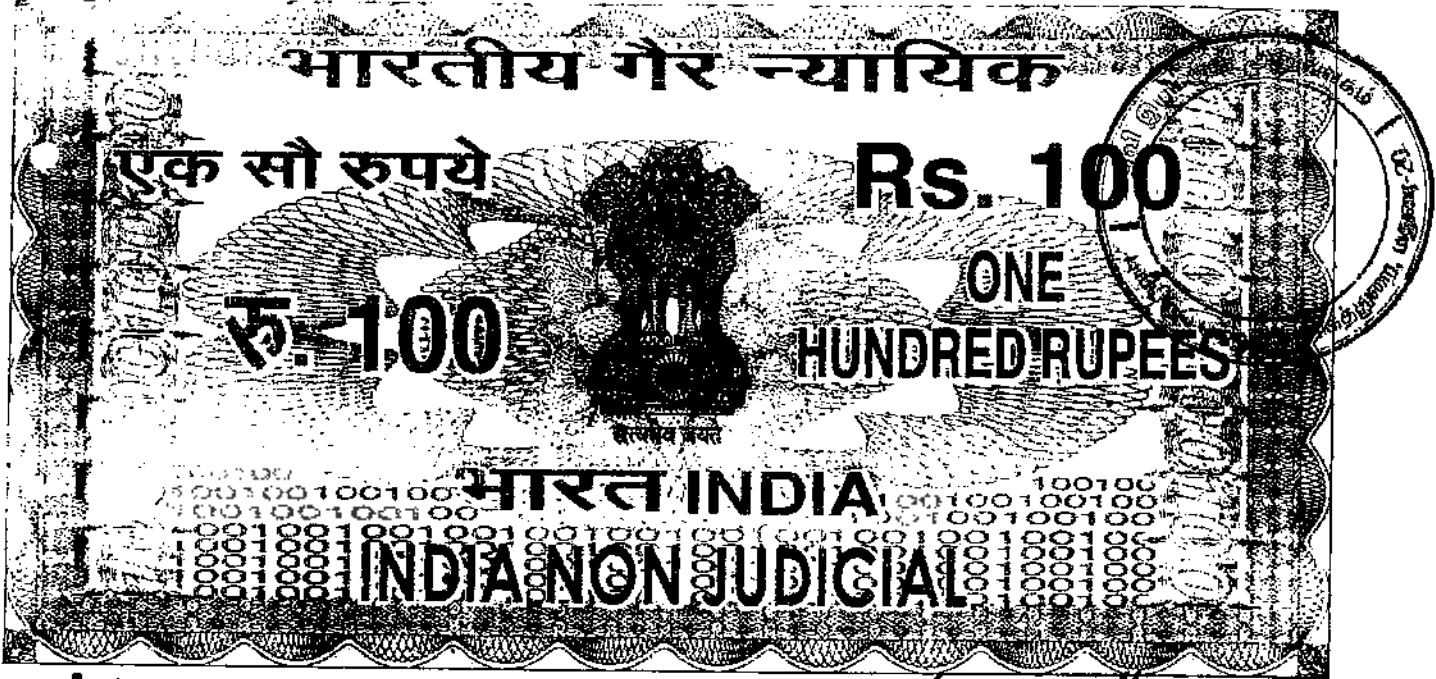 भारतीय गैर न्यायिक
एक सौ रुपये
Rs. 100
रु. 100
ONE
HUNDRED RUPEES
सत्यमेव जयते
भारत INDIA
INDIA NON JUDICIAL